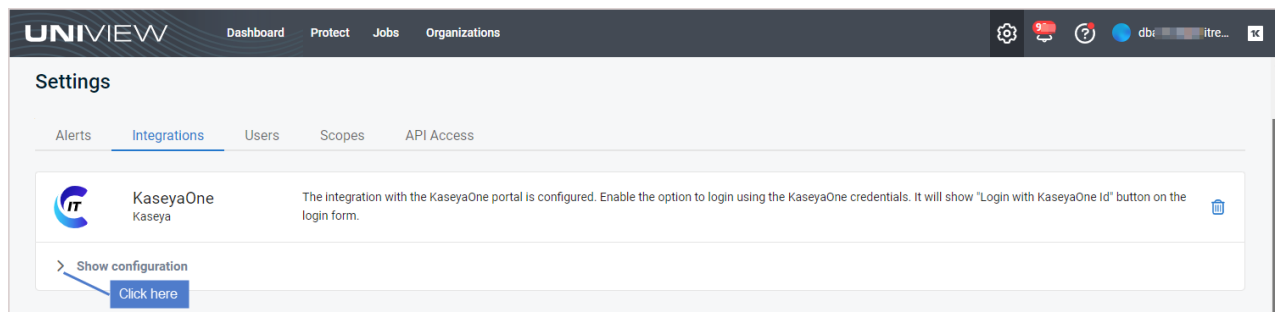 UNIVIEW Dashboard Protect Jobs Organizations
Settings
Alerts Integrations Users Scopes API Access
IT
KaseyaOne
Kaseya
The integration with the KaseyaOne portal is configured. Enable the option to login using the KaseyaOne credentials. It will show "Login with KaseyaOne Id" button on the
login form.
Show configuration
Click here